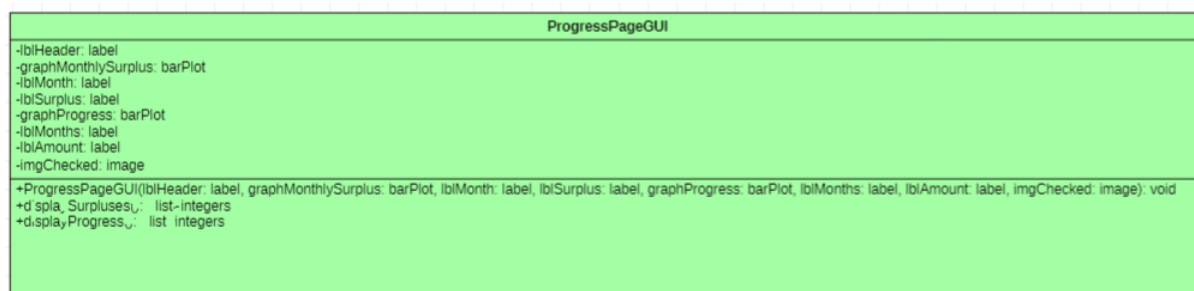 ProgressPageGUI
-lblHeader: label
-graphMonthlySurplus: barPlot
-lblMonth: label
-lblSurplus: label
-graphProgress: barPlot
-lblMonths: label
-lblAmount: label
-imgChecked: image
+ProgressPageGUI(lblHeader: label, graphMonthlySurplus: barPlot, lblMonth: label, lblSurplus: label, graphProgress: barPlot, lblMonths: label, lblAmount: label, imgChecked: image): void
list-integers
list integers